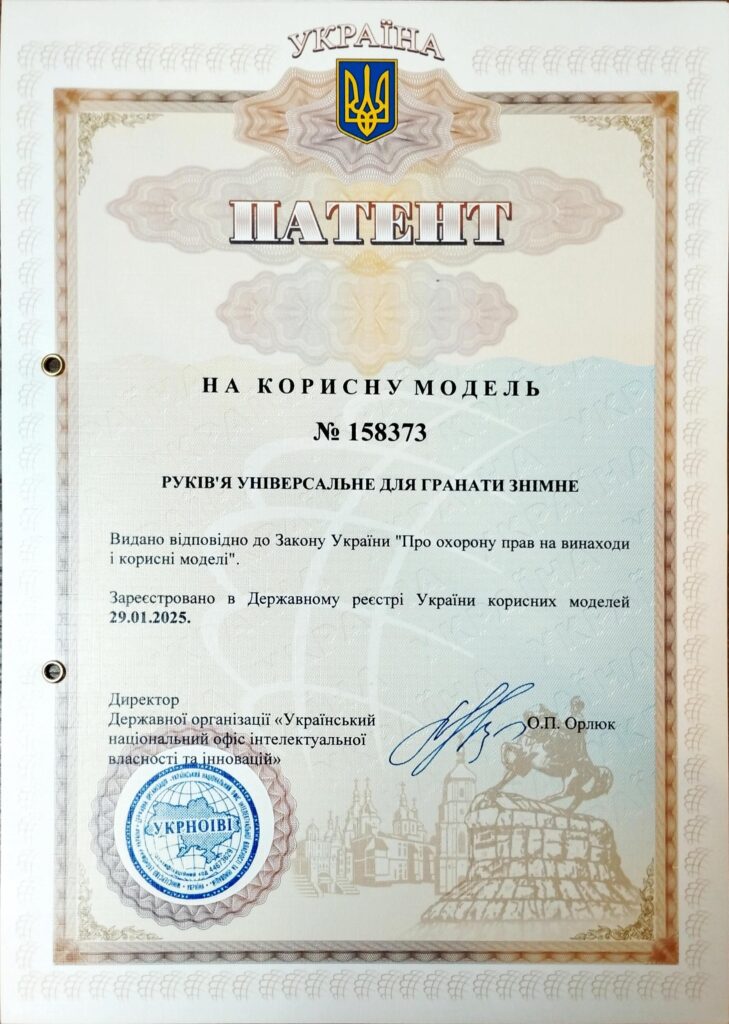 УКРАЇНА
ПАТЕНТ
НА КОРИСНУ МОДЕЛЬ
№ 158373
РУКІВ'Я УНІВЕРСАЛЬНЕ ДЛЯ ГРАНАТИ ЗНІМНЕ
Видано відповідно до Закону України "Про охорону прав на винаходи
і корисні моделі".
Зареєстровано в Державному реєстрі України корисних моделей
29.01.2025.
Директор
Державної організації «Український
національний офіс інтелектуальної
власності та інновацій»
О.П. Орлюк
УКРНОІВІ